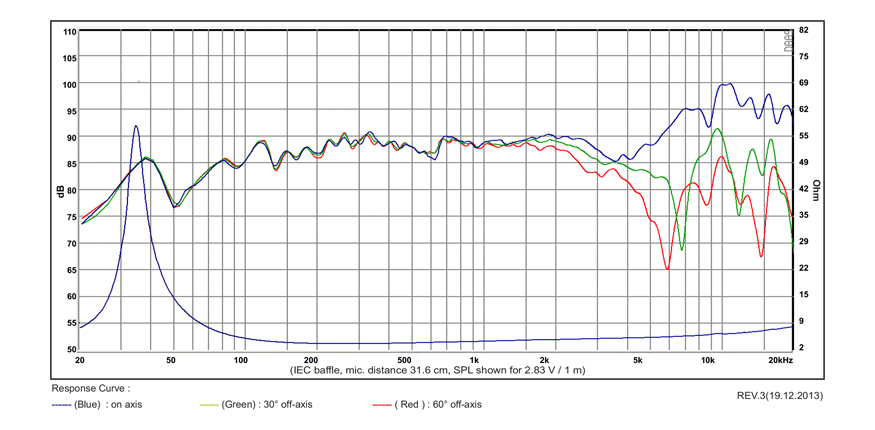 110 82
105 75
100 69
95 62
90 55
85 49
dB 80 42 Ohm
75 35
70 29
65 22
60 15
55 9
50 2
20 50 100 200 500 1k 2k 5k 10k 20kHz
(IEC baffle, mic. distance 31.6 cm, SPL shown for 2.83 V / 1 m)
Response Curve :
(Blue) : on axis (Green) : 30° off-axis ( Red ) : 60° off-axis
REV.3(19.12.2013)